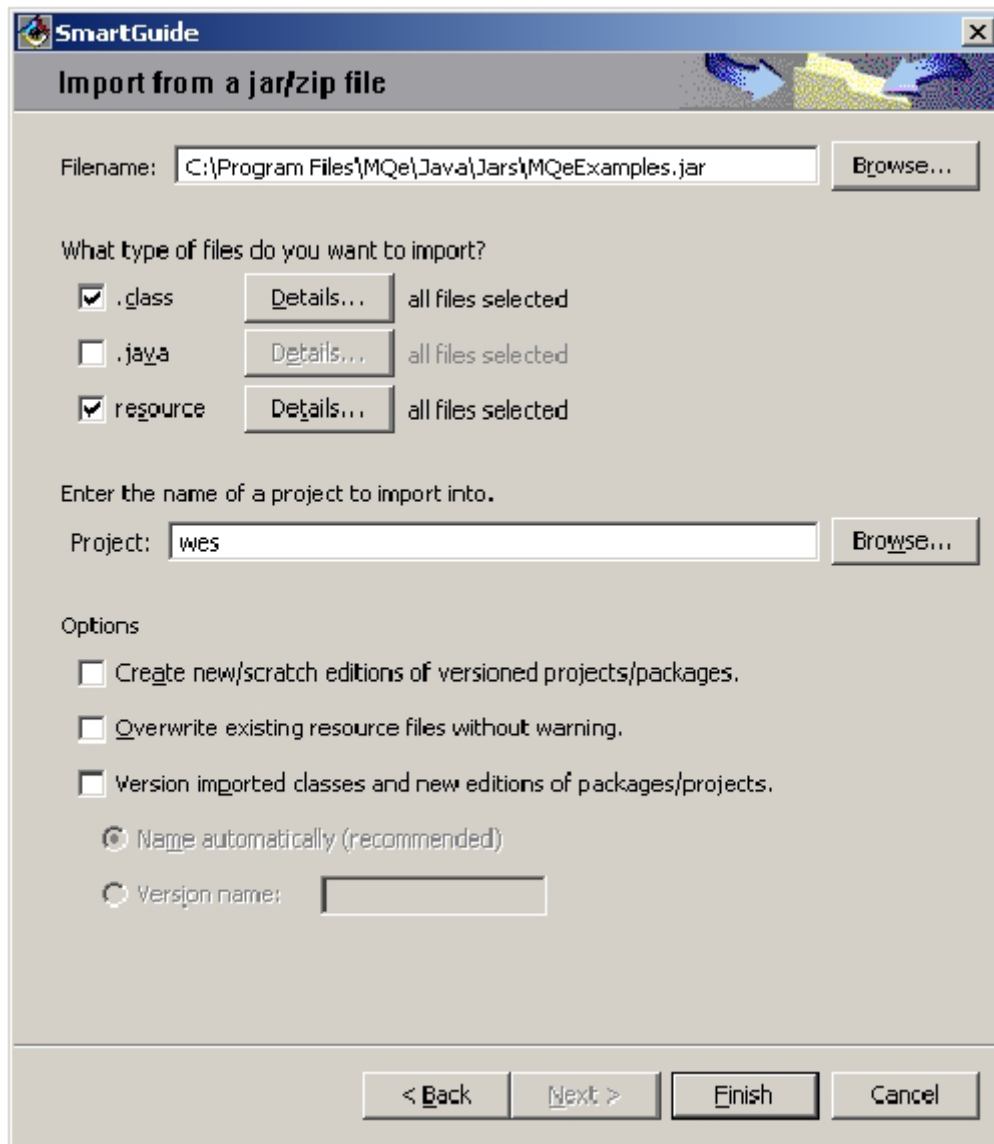 SmartGuide
Import from a jar/zip file
Filename: C:\Program Files\MQe\Java\Jars\MQeExamples.jar Browse...
What type of files do you want to import?
.class Details... all files selected
.java Details... all files selected
resource Details... all files selected
Enter the name of a project to import into.
Project: wes Browse...
Options
Create new/scratch editions of versioned projects/packages.
Overwrite existing resource files without warning.
Version imported classes and new editions of packages/projects.
Name automatically (recommended)
Version name:
< Back Next > Finish Cancel